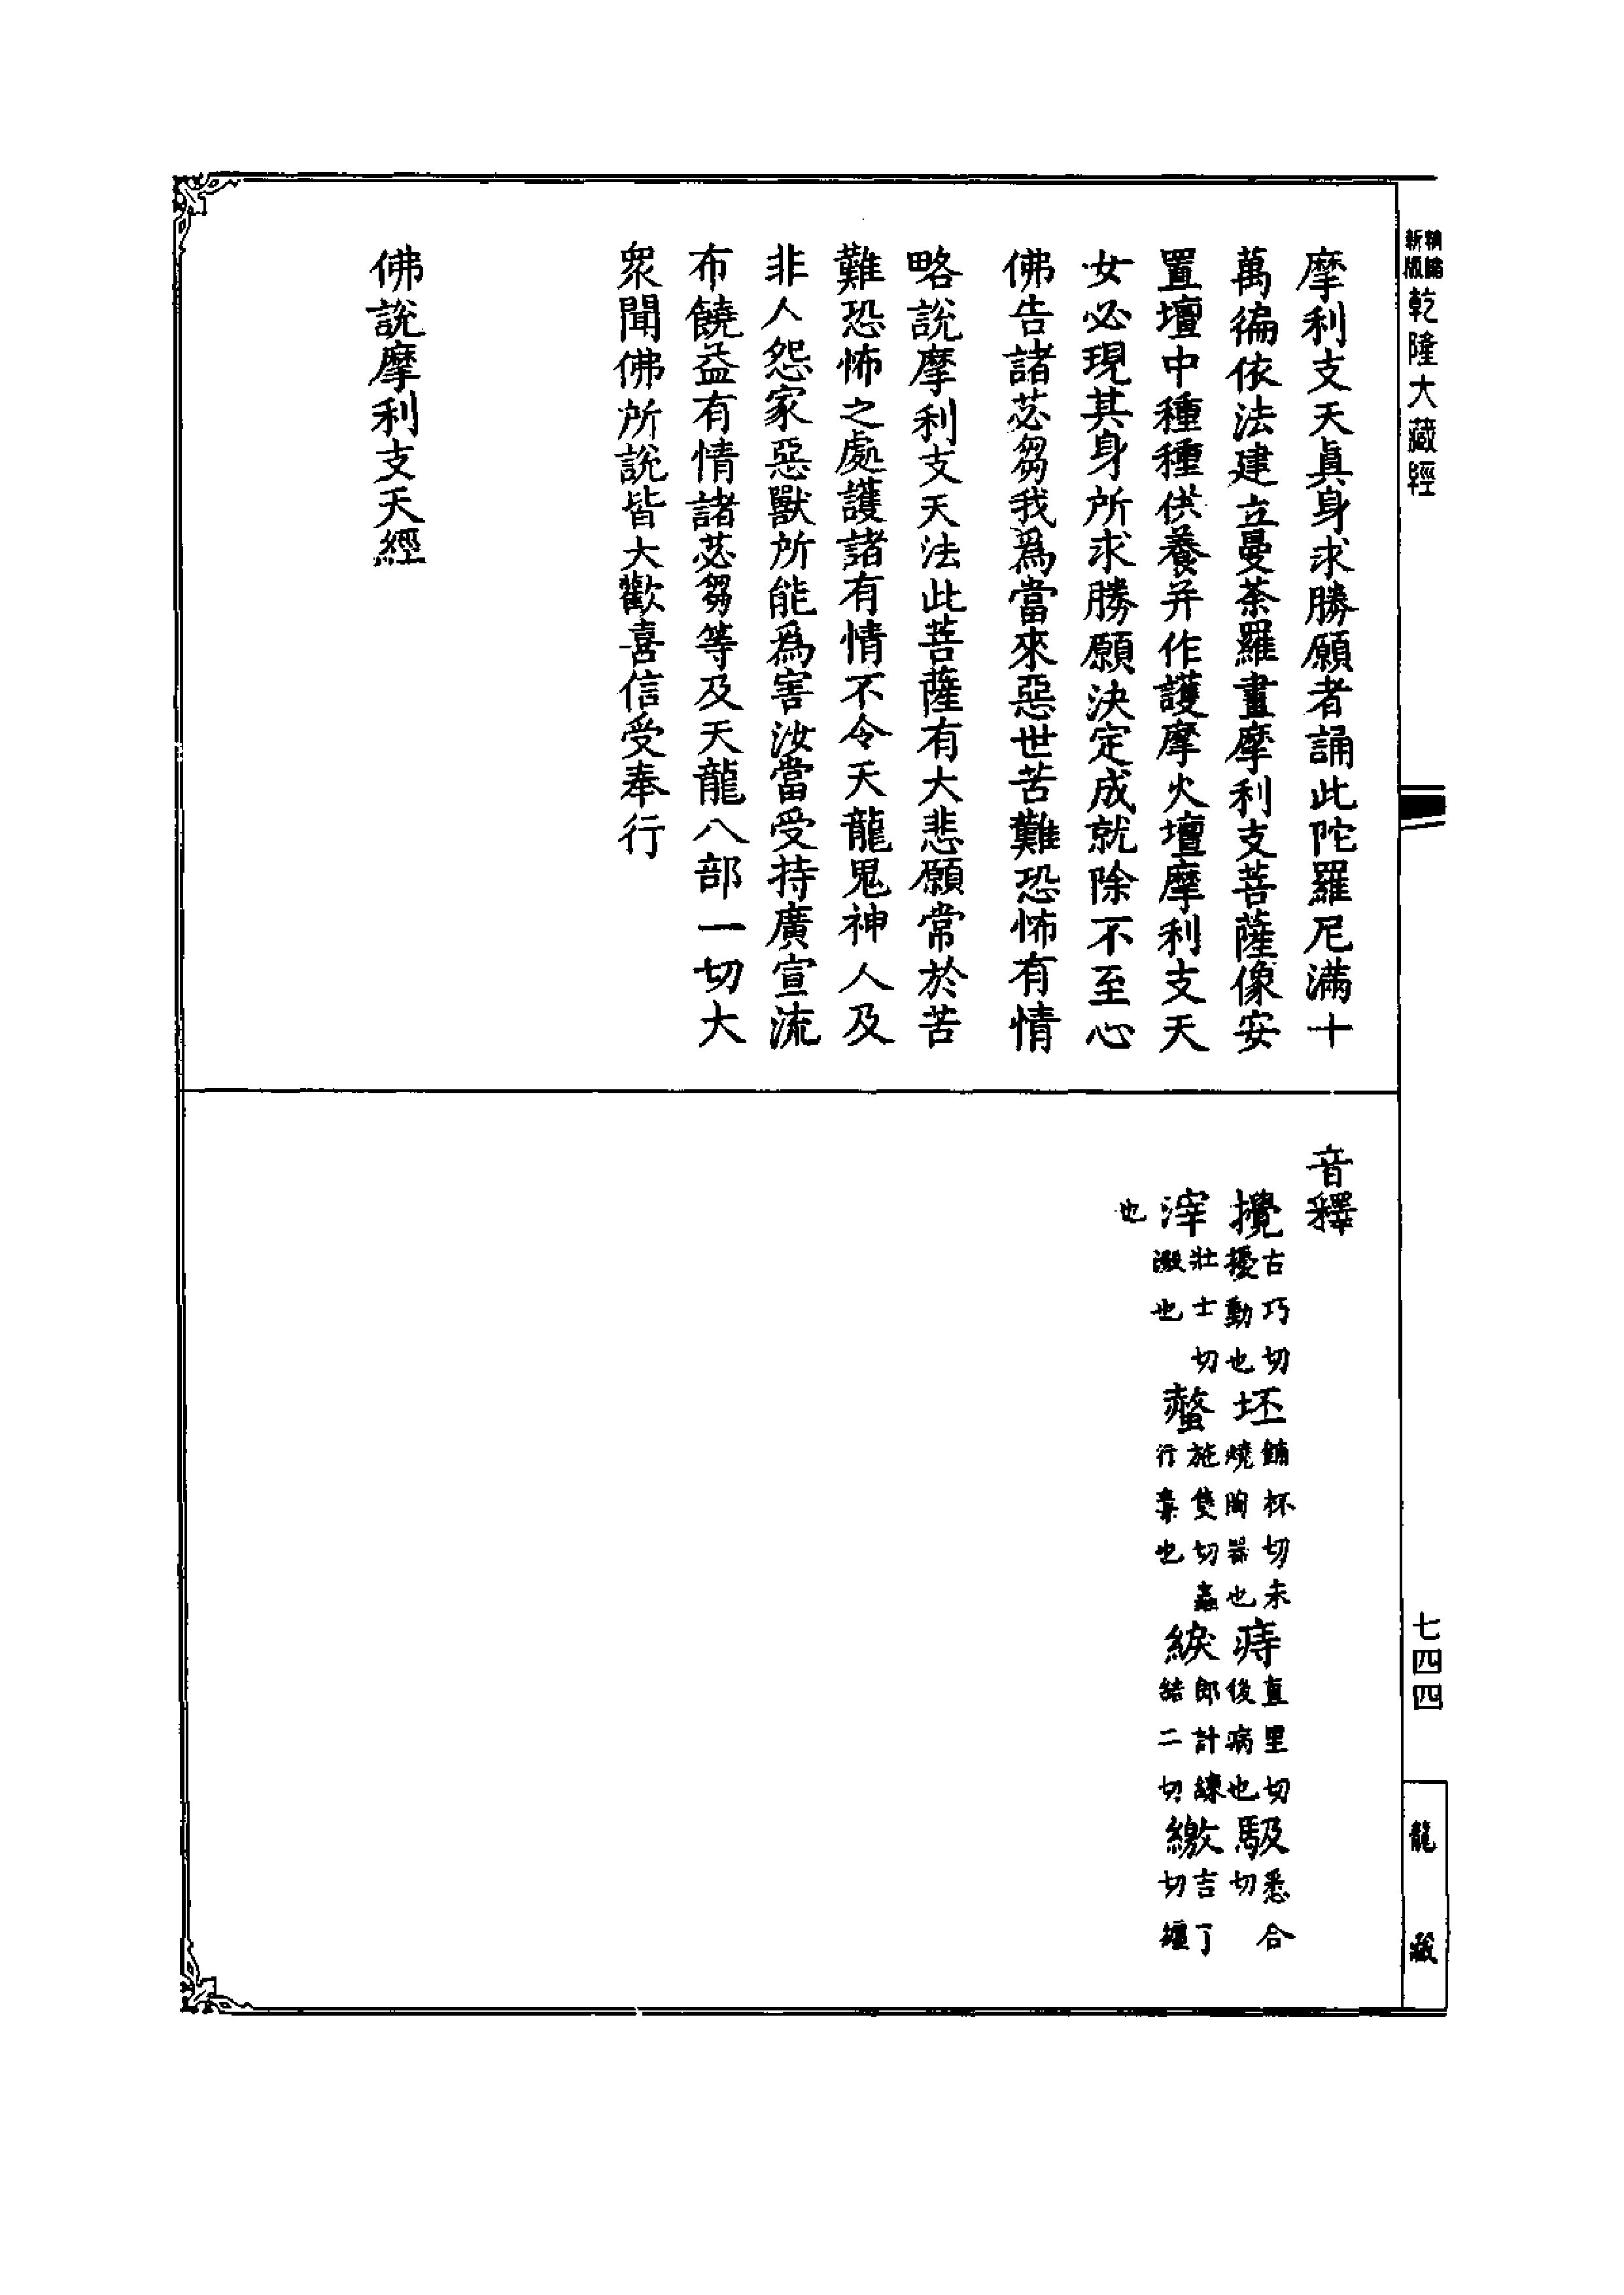 新版
乾隆大藏經
摩利支天眞身求勝願者誦此陀羅尼滿十
萬徧依法建立曼荼羅畫摩利支菩薩像安
置壇中種種供養并作護摩火壇摩利支天
女必現其身所求勝願決定成就除不至心
佛告諸苾芻我爲當來惡世苦難恐怖有情
略說摩利支天法此菩薩有大悲願常於苦
難恐怖之處護諸有情不令天龍鬼神人及
非人怨家惡獸所能爲害汝當受持廣宣流
布饒益有情諸苾芻等及天龍八部一切大
衆聞佛所說皆大歡喜信受奉行
佛說摩利支天經
音釋
攪古巧切擾動也 坯鋪杯切未燒陶器也 痔直里切後病也 馺悉合切
滓壯士切澱也 螫施隻切蟲行毒也 綟郎計練結二切 繳吉了切纏
也
七四四
龍藏